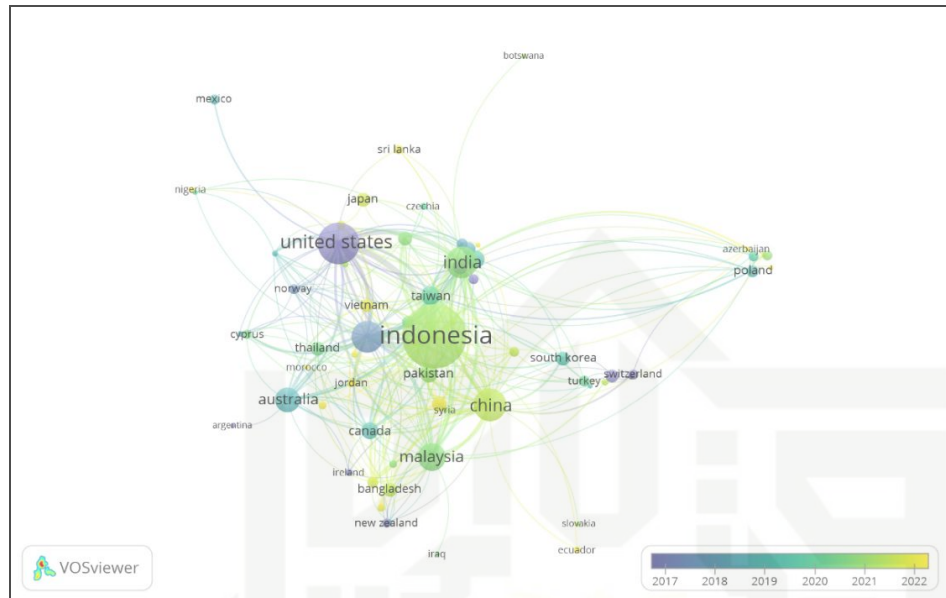 botswana
mexico
sri lanka
nigeria
japan
czechia
united states
azerbaijan
india
poland
norway
taiwan
vietnam
cyprus
indonesia
thailand
south korea
morocco
pakistan
switzerland
jordan
turkey
australia
china
syria
argentina
canada
malaysia
ireland
bangladesh
new zealand
slovakia
iraq
ecuador
VOSviewer
2017 2018 2019 2020 2021 2022